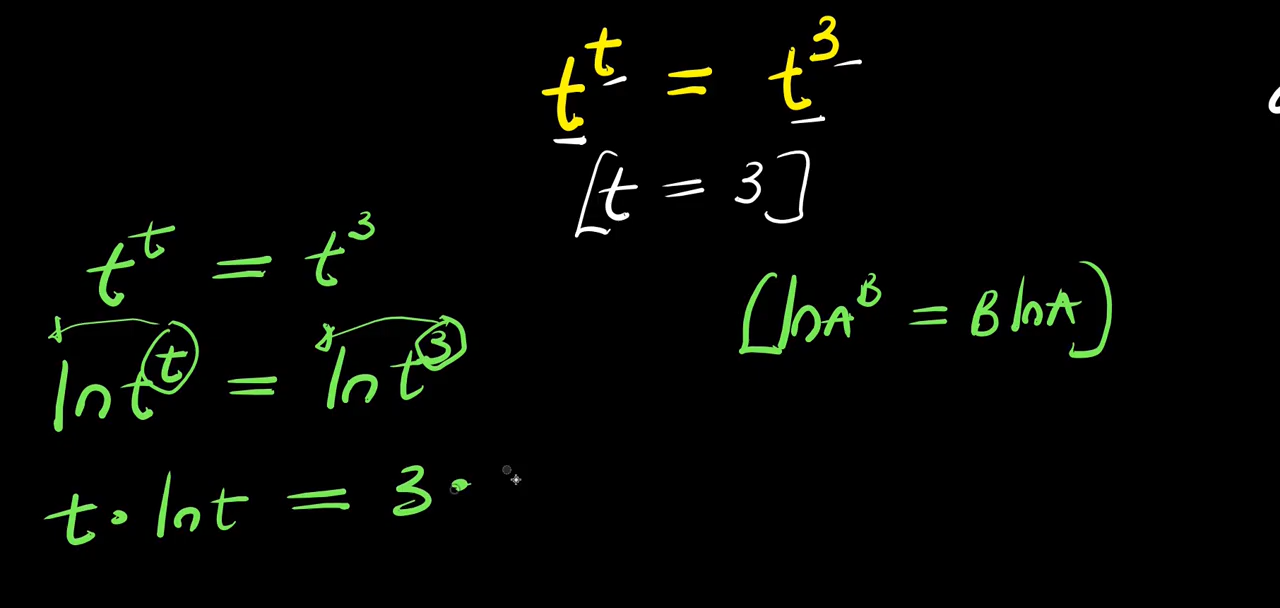 t^t = t^3
[t = 3]
t^t = t^3
(ln A^B = B ln A)
ln t^t = ln t^3
t · ln t = 3 ·